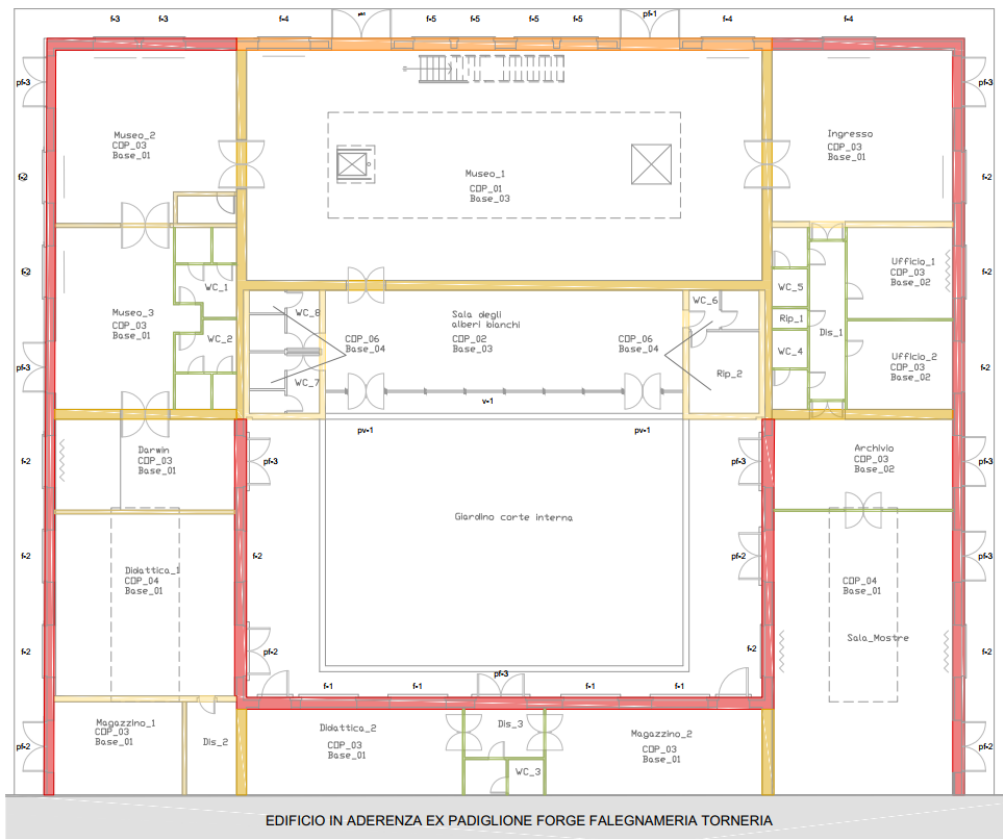 f-3
f-3
f-4
f-5
f-5
f-5
f-5
pf-1
f-4
f-4
pf-3
pf-3
Museo_2
COP_03
Base_01
Museo_1
COP_01
Base_03
Ingresso
COP_03
Base_01
f-2
f-2
f-2
f-2
Museo_3
COP_03
Base_01
WC_1
WC_2
WC_8
WC_7
COP_06
Base_04
Sala degli
alberi bianchi
COP_02
Base_03
COP_06
Base_04
WC_6
Rip_2
WC_5
Rip_1
WC_4
Dis_1
Ufficio_1
COP_03
Base_02
Ufficio_2
COP_03
Base_02
pf-3
f-2
v-1
pv-1
pv-1
f-2
Darwin
COP_03
Base_01
pf-3
pf-3
Archivio
COP_03
Base_02
pf-3
Giardino corte interna
f-2
f-2
pf-2
pf-3
Didattica_1
COP_04
Base_01
COP_04
Base_01
Sala_Mostre
f-2
pf-2
f-2
f-2
pf-3
f-1
f-1
f-1
f-1
pf-2
Magazzino_1
COP_03
Base_01
Dis_2
Didattica_2
COP_03
Base_01
Dis_3
WC_3
Magazzino_2
COP_03
Base_01
pf-2
EDIFICIO IN ADERENZA EX PADIGLIONE FORGE FALEGNAMERIA TORNERIA